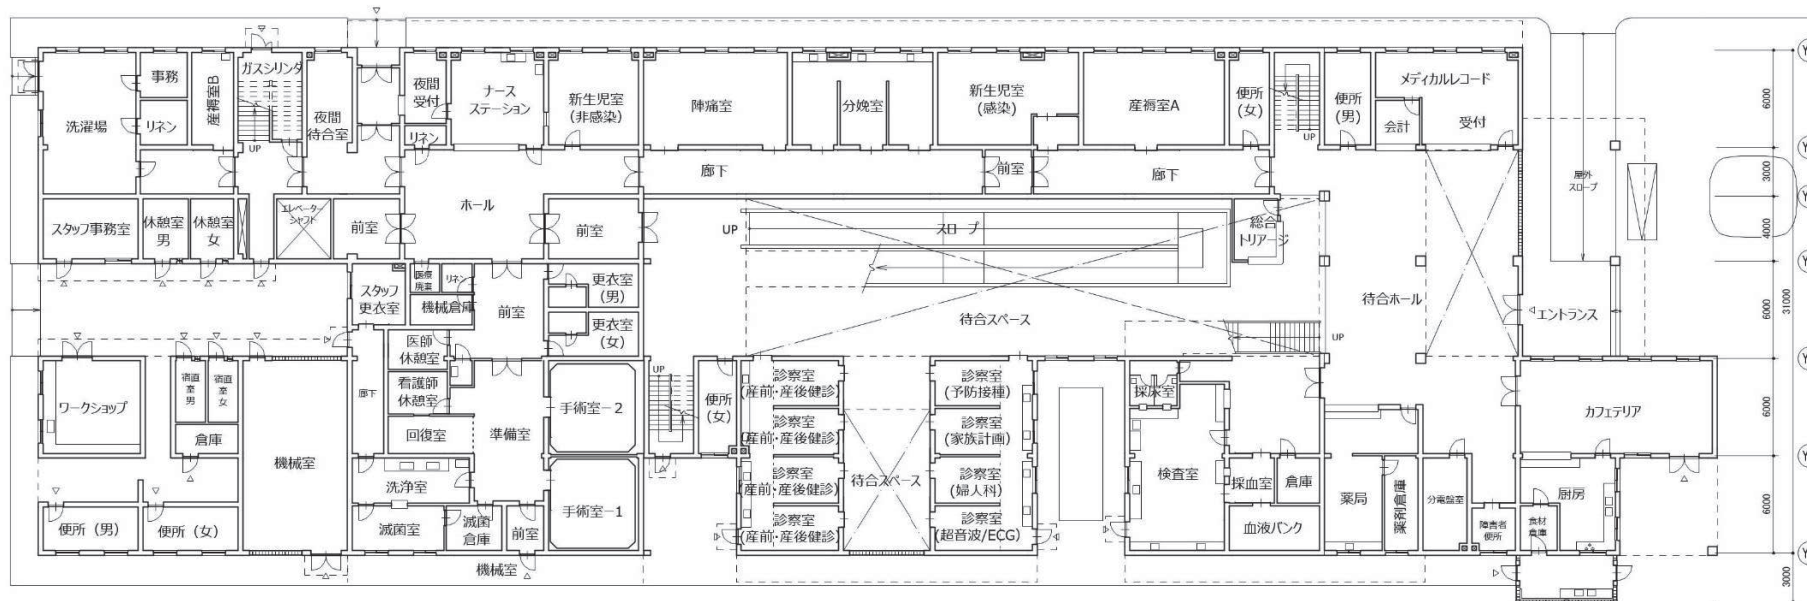 事務
リネン
洗濯場
産褥室B
ガスシリンダ
UP
夜間
待合室
夜間
受付
リネン
ナース
ステーション
新生児室
(非感染)
陣痛室
分娩室
新生児室
(感染)
産褥室A
便所
(女)
UP
便所
(男)
メディカルレコード
会計
受付
6000
スタッフ事務室
休憩室
男
休憩室
女
エレベーター
シャフト
前室
ホール
前室
廊下
前室
廊下
UP
スロープ
総合
トリアージ
屋外
スロープ
3000
4000
スタッフ
更衣室
医療
廃棄
リネン
機械倉庫
前室
更衣室
(男)
更衣室
(女)
待合スペース
待合ホール
UP
エントランス
6000
31000
ワークショップ
宿直
室
男
宿直
室
女
倉庫
機械室
廊下
医師
休憩室
看護師
休憩室
回復室
準備室
手術室-2
UP
便所
(女)
診察室
(産前・産後健診)
診察室
(産前・産後健診)
診察室
(産前・産後健診)
診察室
(産前・産後健診)
待合スペース
診察室
(予防接種)
診察室
(家族計画)
診察室
(婦人科)
診察室
(超音波/ECG)
採尿室
検査室
採血室
倉庫
血液バンク
薬局
薬剤倉庫
分電盤室
障害者
便所
カフェテリア
厨房
食材
倉庫
6000
6000
3000
便所(男)
便所(女)
洗浄室
滅菌室
滅菌
倉庫
前室
手術室-1
機械室
Y
Y
Y
Y
Y
Y
Y